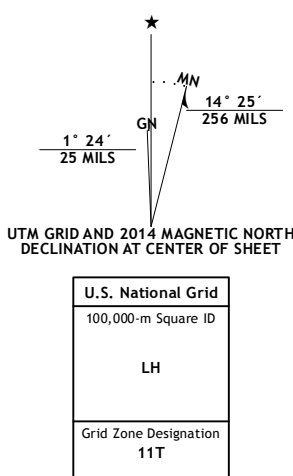 ★
MN
GN
1° 24´
25 MILS
14° 25´
256 MILS
UTM GRID AND 2014 MAGNETIC NORTH
DECLINATION AT CENTER OF SHEET
U.S. National Grid
100,000-m Square ID
LH
Grid Zone Designation
11T